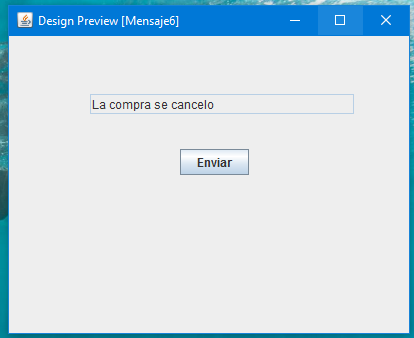 Design Preview [Mensaje6]
La compra se cancelo
Enviar